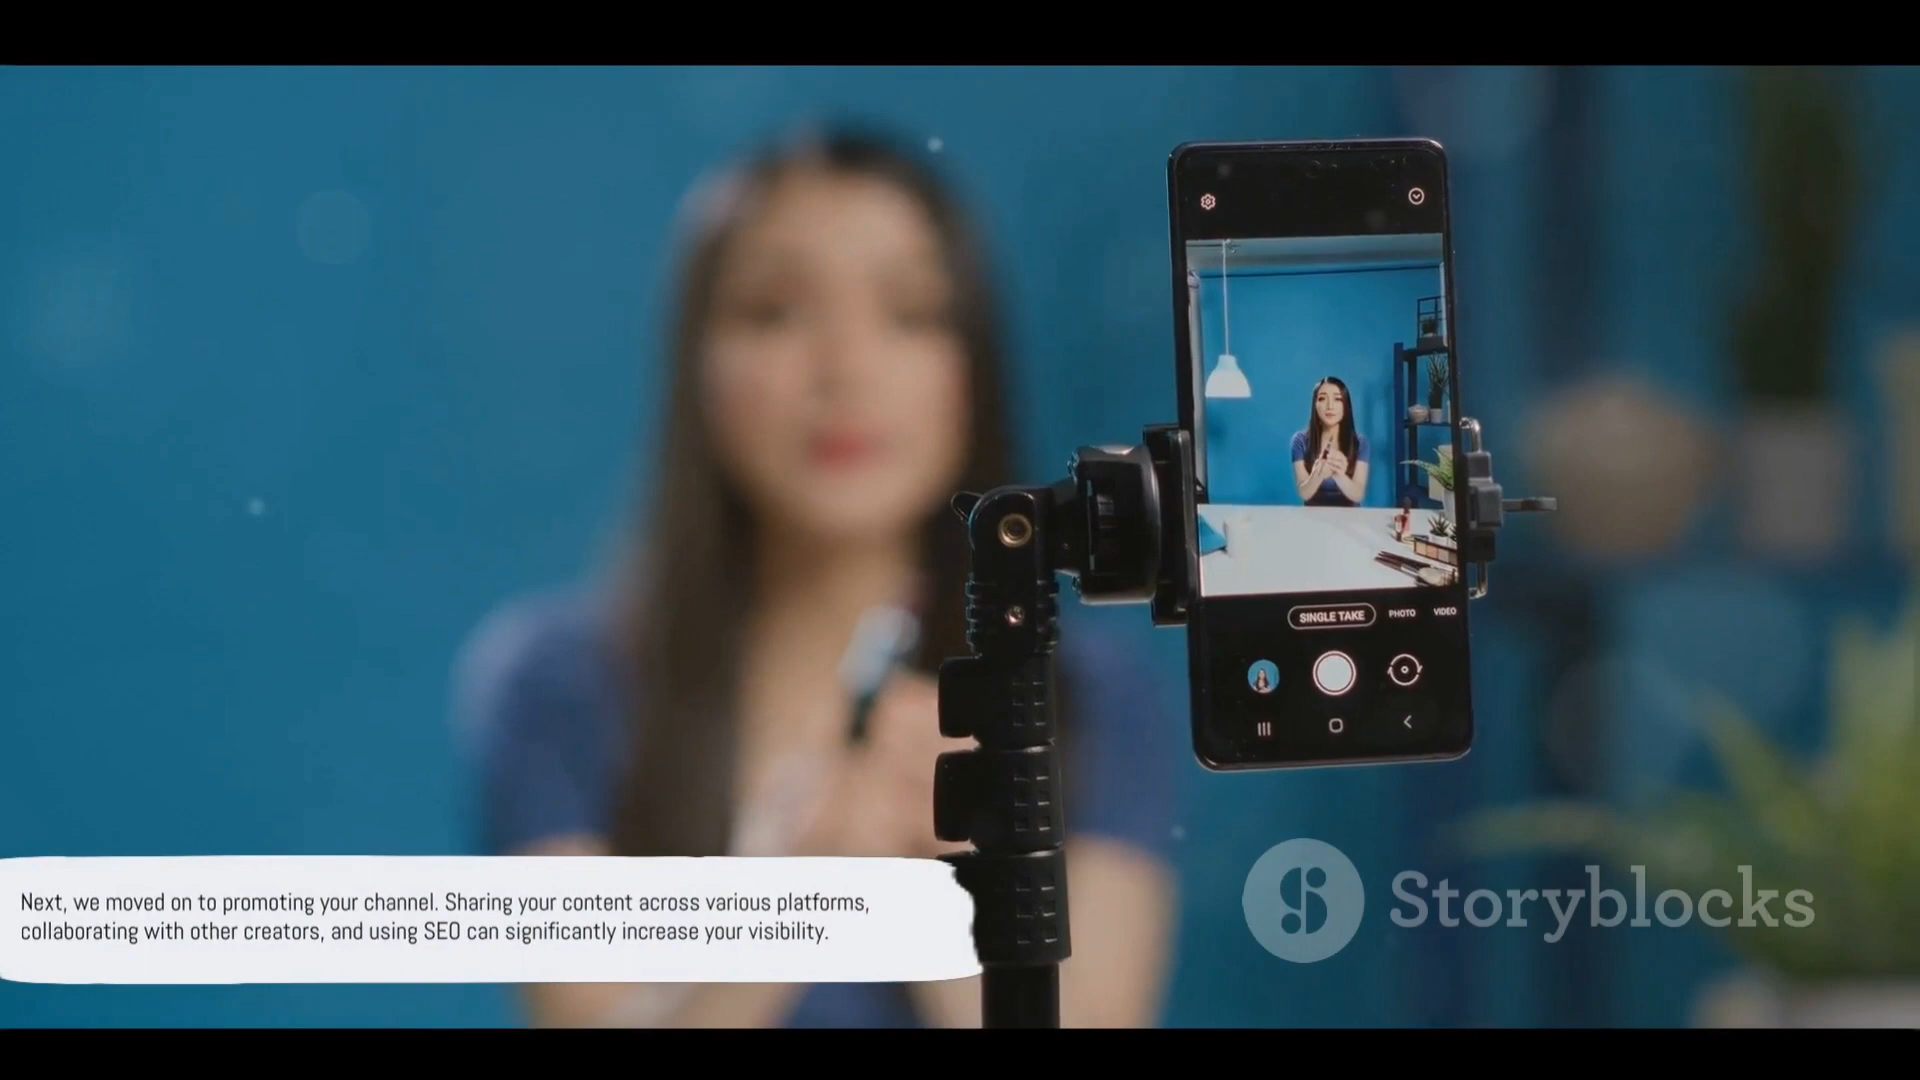 SINGLE TAKE PHOTO VIDEO
Next, we moved on to promoting your channel. Sharing your content across various platforms,
collaborating with other creators, and using SEO can significantly increase your visibility.
Storyblocks